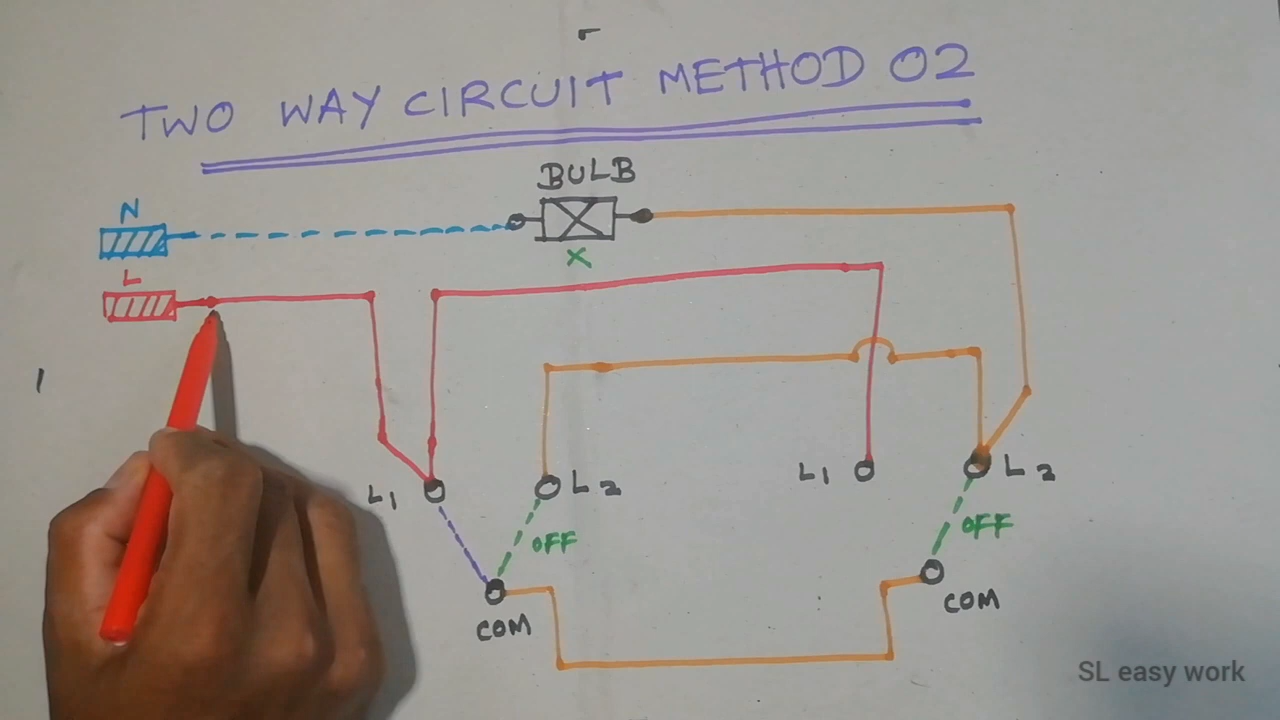 TWO WAY CIRCUIT METHOD 02
BULB
N
X
L
L1
L2
OFF
COM
L1
L2
OFF
COM
SL easy work